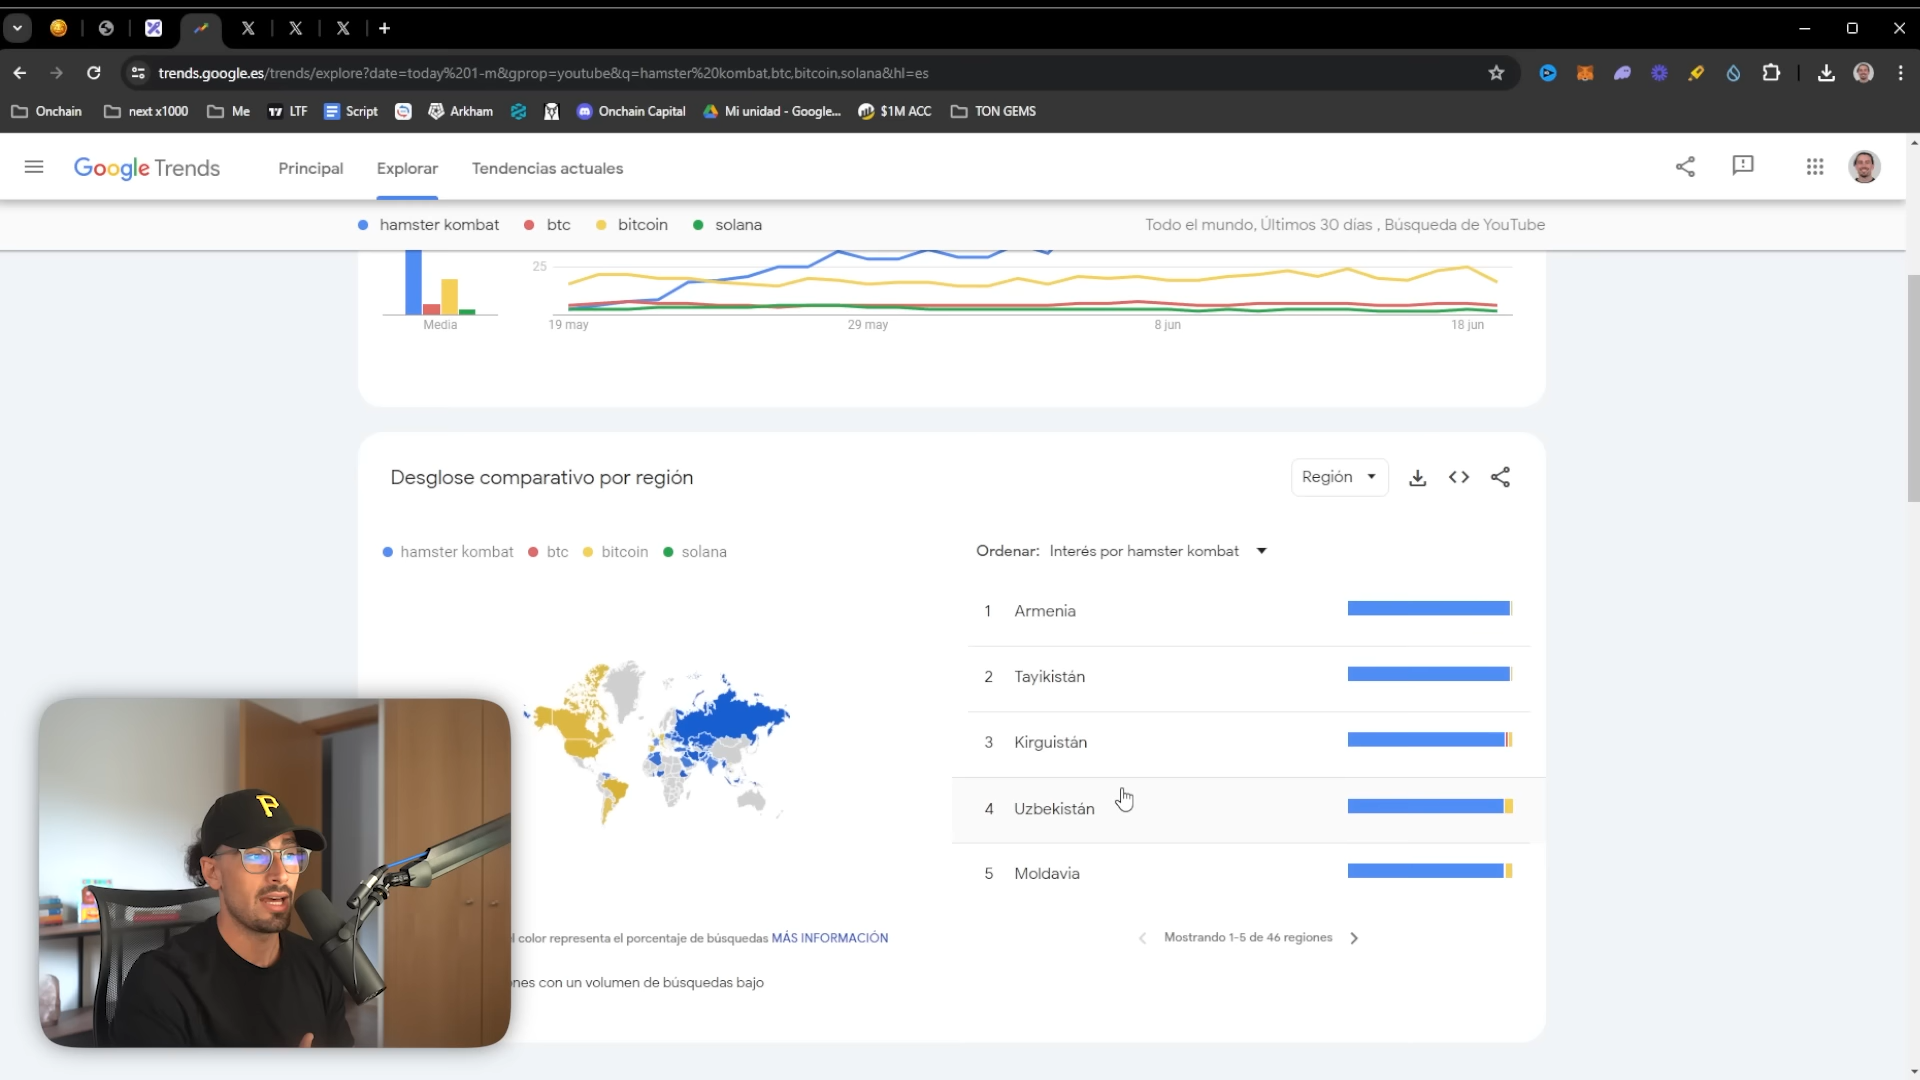 trends.google.es/trends/explore?date=today%201-m&gprop=youtube&q=hamster%20kombat,btc,bitcoin,solana&hl=es
Onchain next x1000 Me LTF Script Arkham Onchain Capital Mi unidad - Google... $1M ACC TON GEMS
Google Trends Principal Explorar Tendencias actuales
hamster kombat btc bitcoin solana Todo el mundo, Últimos 30 días , Búsqueda de YouTube
25
Media 19 may 29 may 8 jun 18 jun
Desglose comparativo por región Región
hamster kombat btc bitcoin solana Ordenar: Interés por hamster kombat
1 Armenia
2 Tayikistán
3 Kirguistán
4 Uzbekistán
5 Moldavia
l color representa el porcentaje de búsquedas MÁS INFORMACIÓN Mostrando 1-5 de 46 regiones
nes con un volumen de búsquedas bajo
P